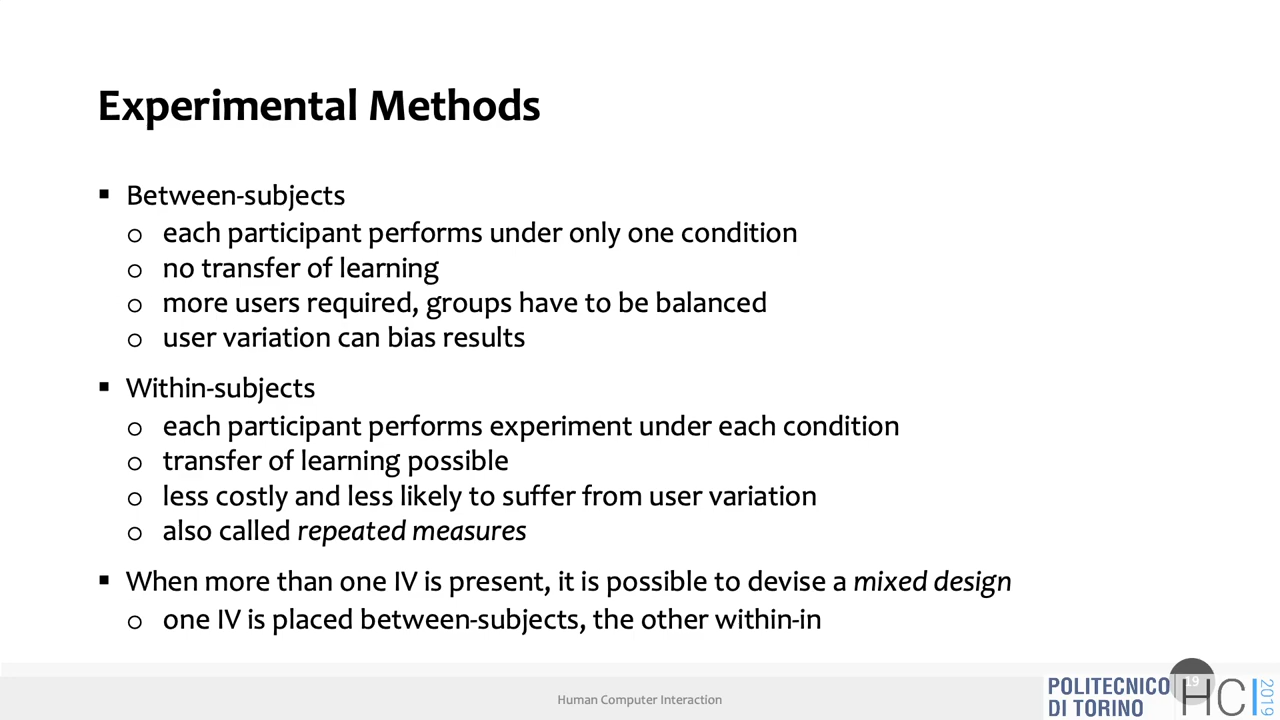 Experimental Methods
▪ Between-subjects
o each participant performs under only one condition
o no transfer of learning
o more users required, groups have to be balanced
o user variation can bias results
▪ Within-subjects
o each participant performs experiment under each condition
o transfer of learning possible
o less costly and less likely to suffer from user variation
o also called repeated measures
▪ When more than one IV is present, it is possible to devise a mixed design
o one IV is placed between-subjects, the other within-in
Human Computer Interaction
POLITECNICO
DI TORINO
19
HCI
2019